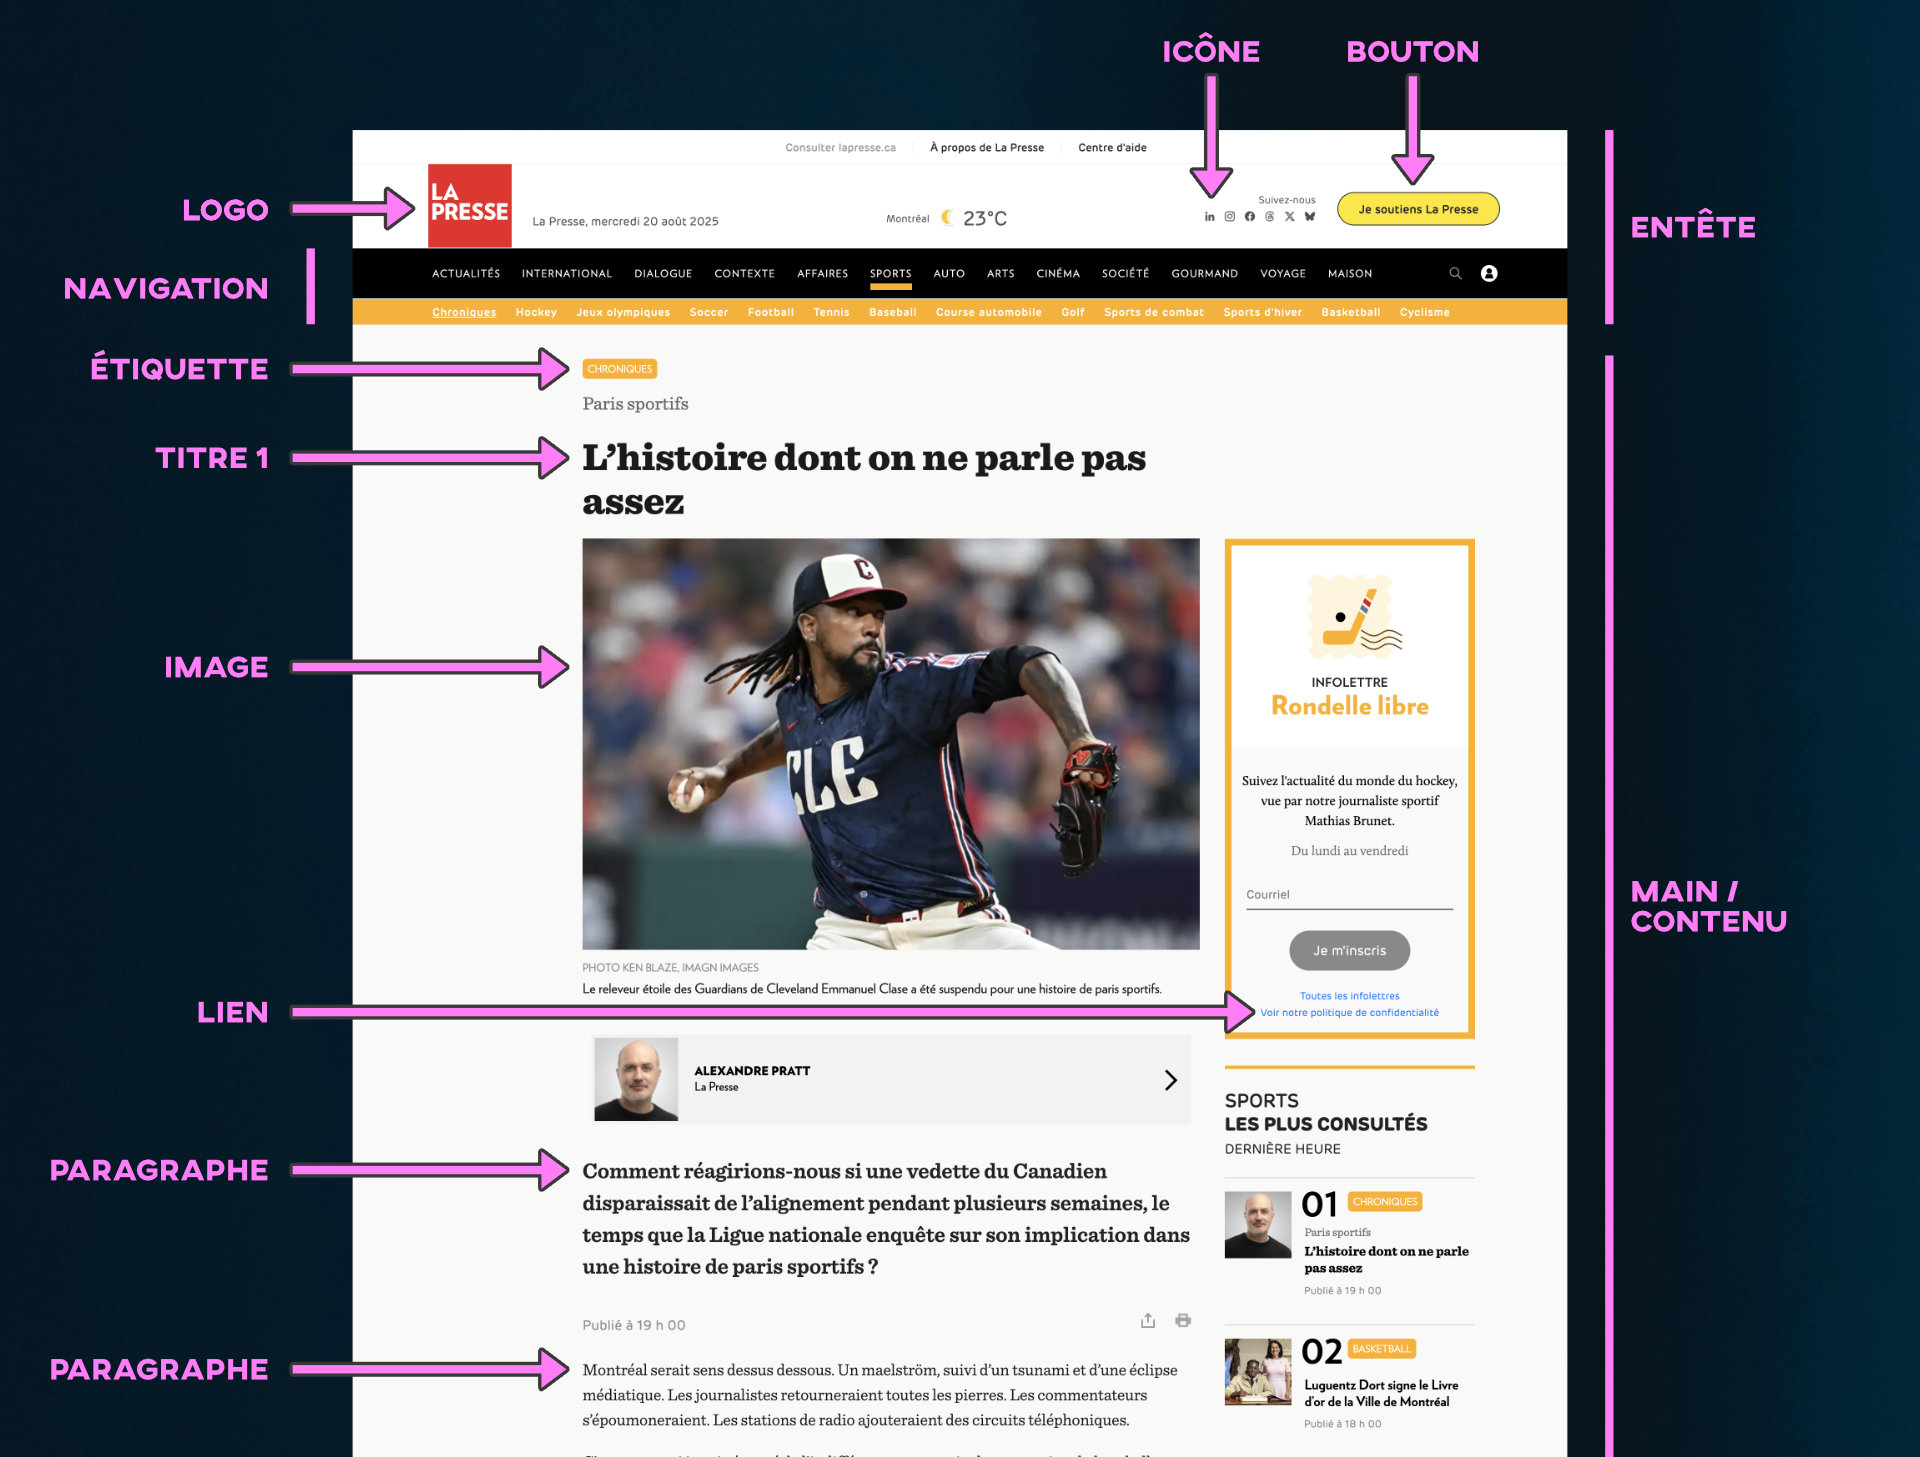 ICÔNE
BOUTON
Consulter lapresse.ca
À propos de La Presse
Centre d'aide
LOGO
LA
PRESSE
La Presse, mercredi 20 août 2025
Montréal
23°C
Suivez-nous
Je soutiens La Presse
ENTÊTE
NAVIGATION
ACTUALITÉS INTERNATIONAL DIALOGUE CONTEXTE AFFAIRES SPORTS AUTO ARTS CINÉMA SOCIÉTÉ GOURMAND VOYAGE MAISON
Chroniques Hockey Jeux olympiques Soccer Football Tennis Baseball Course automobile Golf Sports de combat Sports d'hiver Basketball Cyclisme
ÉTIQUETTE
CHRONIQUES
Paris sportifs
TITRE 1
L'histoire dont on ne parle pas
assez
IMAGE
C
CLE
PHOTO KEN BLAZE, IMAGN IMAGES
Le releveur étoile des Guardians de Cleveland Emmanuel Clase a été suspendu pour une histoire de paris sportifs.
INFOLETTRE
Rondelle libre
Suivez l'actualité du monde du hockey,
vue par notre journaliste sportif
Mathias Brunet.
Du lundi au vendredi
Courriel
Je m'inscris
MAIN /
CONTENU
LIEN
Toutes les infolettres
Voir notre politique de confidentialité
ALEXANDRE PRATT
La Presse
PARAGRAPHE
Comment réagirions-nous si une vedette du Canadien
disparaissait de l'alignement pendant plusieurs semaines, le
temps que la Ligue nationale enquête sur son implication dans
une histoire de paris sportifs ?
Publié à 19 h 00
PARAGRAPHE
Montréal serait sens dessus dessous. Un maelström, suivi d'un tsunami et d'une éclipse
médiatique. Les journalistes retourneraient toutes les pierres. Les commentateurs
s'époumoneraient. Les stations de radio ajouteraient des circuits téléphoniques.
SPORTS
LES PLUS CONSULTÉS
DERNIÈRE HEURE
01 CHRONIQUES
Paris sportifs
L'histoire dont on ne parle
pas assez
Publié à 19 h 00
02 BASKETBALL
Luguentz Dort signe le Livre
d'or de la Ville de Montréal
Publié à 18 h 00